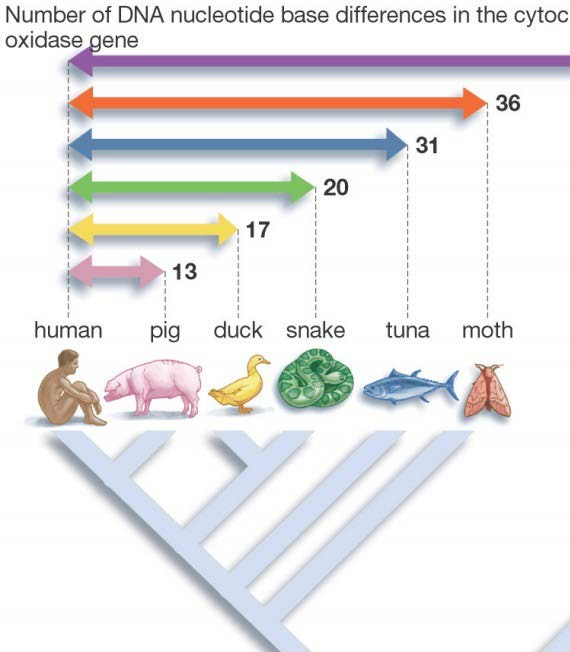 Number of DNA nucleotide base differences in the cytoc
oxidase gene
36
31
20
17
13
human pig duck snake tuna moth